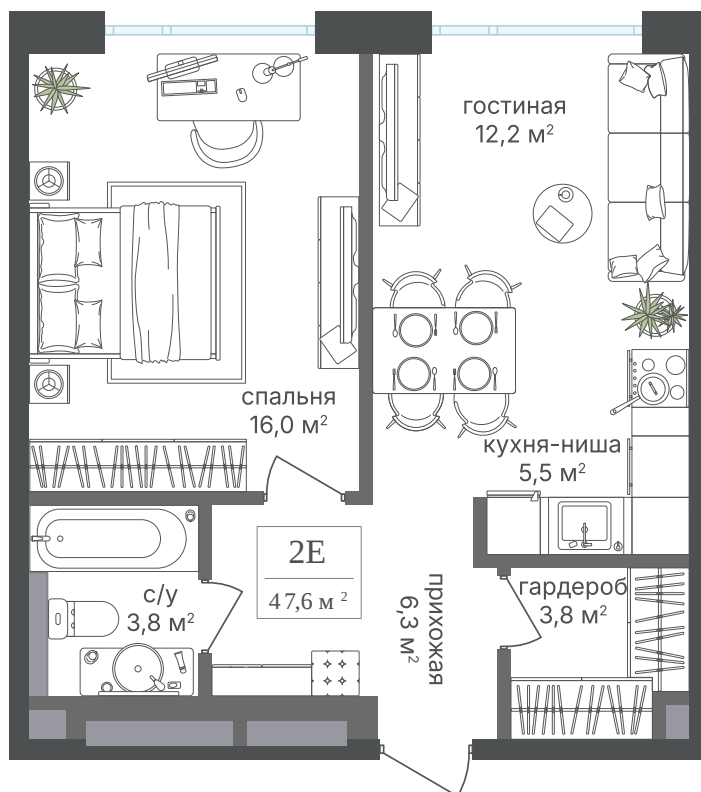 гостиная
12,2 м²
спальня
16,0 м²
кухня-ниша
5,5 м²
2Е
47,6 м ²
с/у
3,8 м²
прихожая
6,3 м²
гардероб
3,8 м²